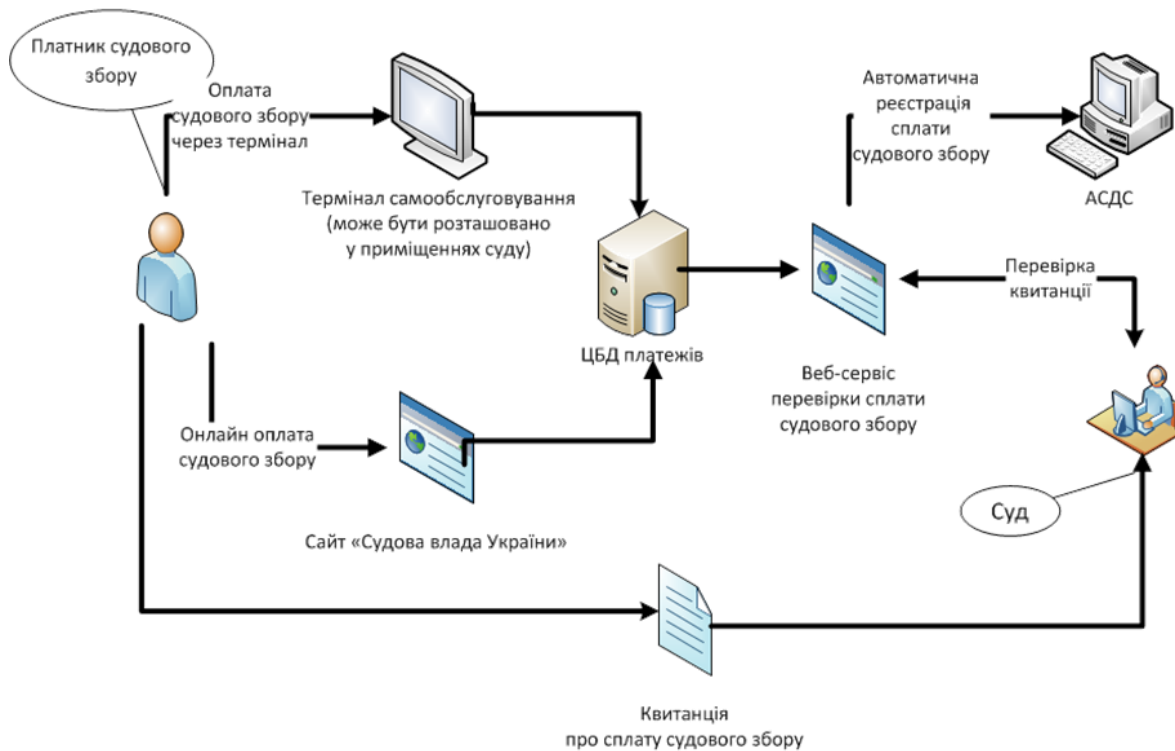 Платник судового
збору
Оплата
судового збору
через термінал
Термінал самообслуговування
(може бути розташовано
у приміщеннях суду)
Автоматична
реєстрація
сплати
судового збору
АСДС
Перевірка
квитанції
ЦБД платежів
Веб-сервіс
перевірки сплати
судового збору
Онлайн оплата
судового збору
Сайт «Судова влада України»
Суд
Квитанція
про сплату судового збору